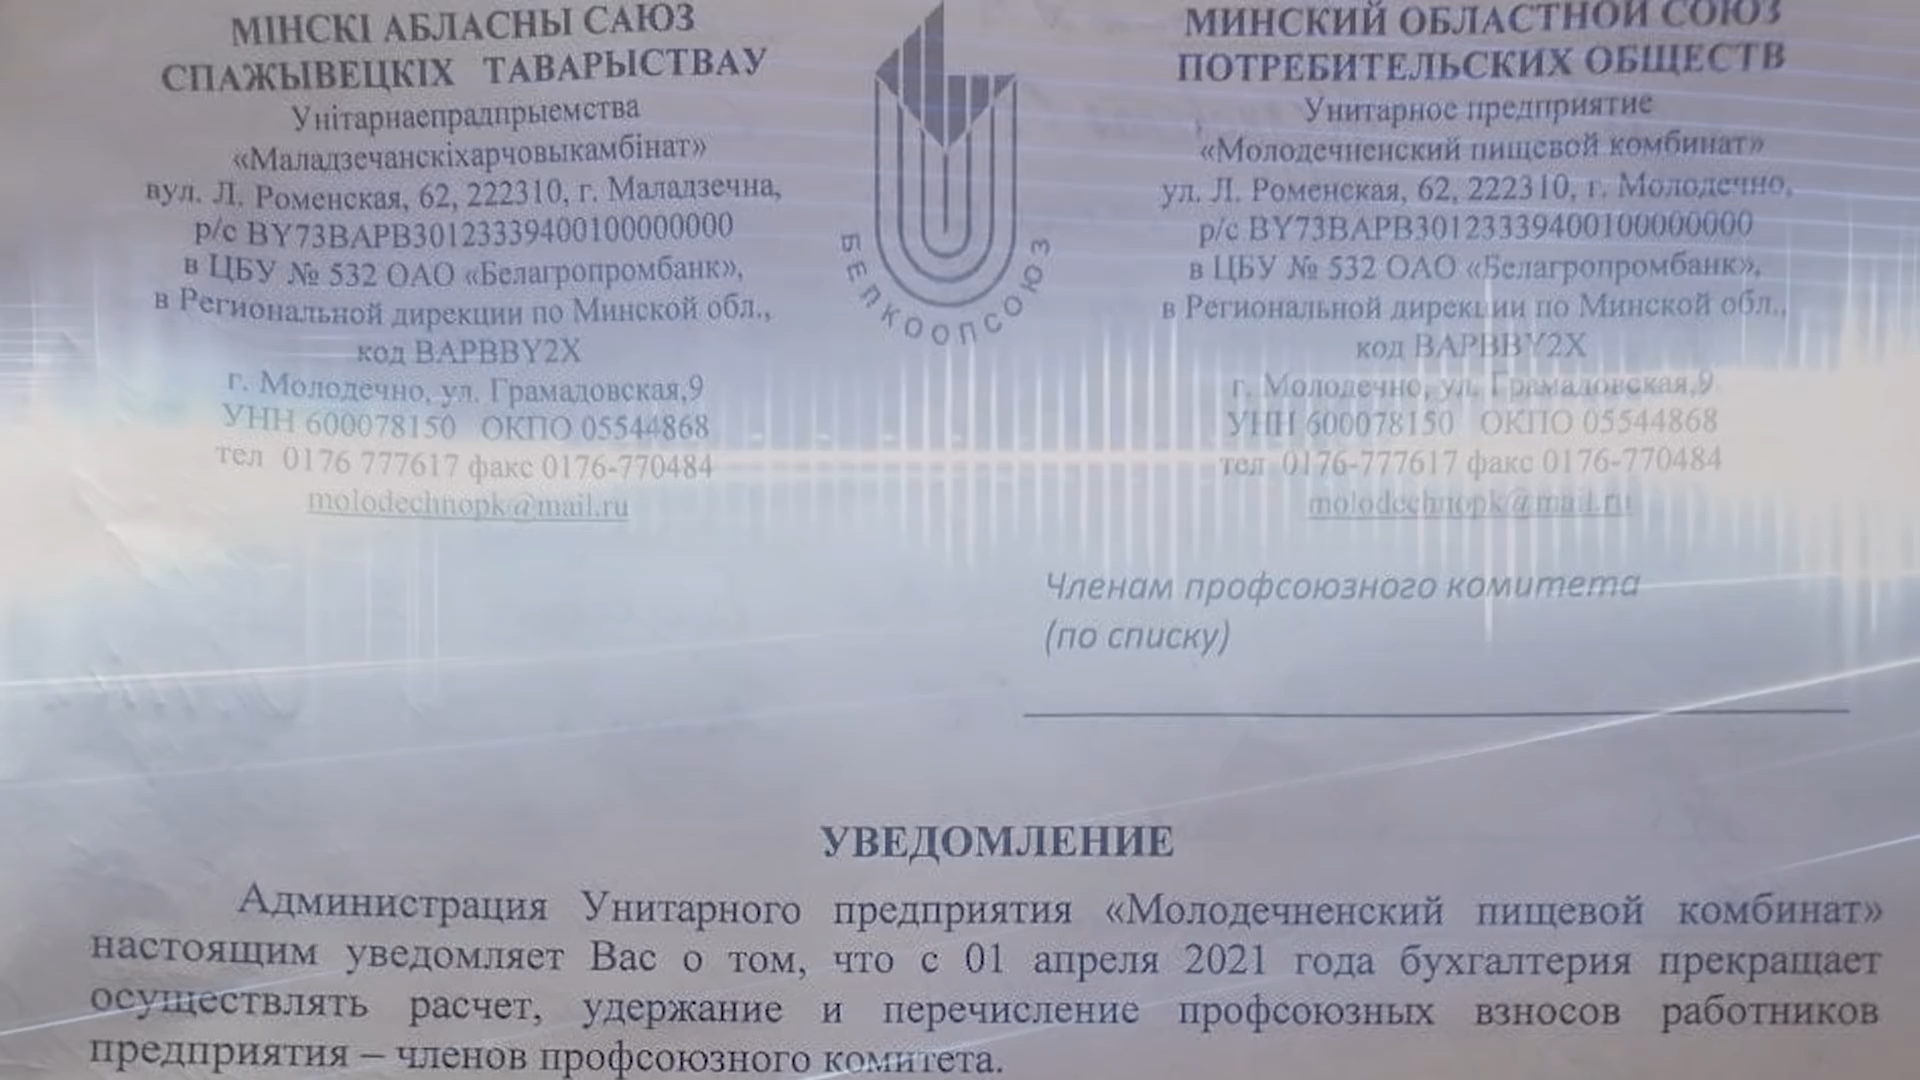 МІНСКІ АБЛАСНЫ САЮЗ
СПАЖЫВЕЦКІХ ТАВАРЫСТВАУ
Унітарнаепрадпрыемства
«Маладзечанскіхарчовыкамбінат»
вул. Л. Роменская, 62, 222310, г. Маладзечна,
р/с BY73BAPB30123339400100000000
в ЦБУ № 532 ОАО «Белагропромбанк»,
в Региональной дирекции по Минской обл.,
код BAPBBY2X
г. Молодечно, ул. Грамадовская,9
УНН 600078150 ОКПО 05544868
тел 0176 777617 факс 0176-770484
molodechnopk@mail.ru
БЕЛКООПСОЮЗ
МИНСКИЙ ОБЛАСТНОЙ СОЮЗ
ПОТРЕБИТЕЛЬСКИХ ОБЩЕСТВ
Унитарное предприятие
«Молодечненский пищевой комбинат»
ул. Л. Роменская, 62, 222310, г. Молодечно,
р/с BY73BAPB30123339400100000000
в ЦБУ № 532 ОАО «Белагропромбанк»,
в Региональной дирекции по Минской обл.,
код BAPBBY2X
г. Молодечно, ул. Грамадовская,9
УНН 600078150 ОКПО 05544868
тел 0176-777617 факс 0176-770484
molodechnopk@mail.ru
Членам профсоюзного комитета
(по списку)
УВЕДОМЛЕНИЕ
Администрация Унитарного предприятия «Молодечненский пищевой комбинат»
настоящим уведомляет Вас о том, что с 01 апреля 2021 года бухгалтерия прекращает
осуществлять расчет, удержание и перечисление профсоюзных взносов работников
предприятия – членов профсоюзного комитета.